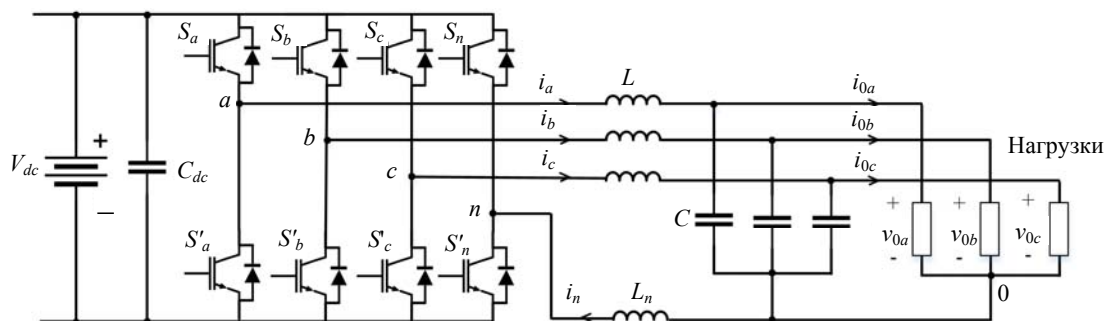 S_a S_b S_c S_n
i_a L i_0a
a
i_b i_0b
b
Нагрузки
i_c i_0c
c
V_dc + − C_dc
n
C
+ + +
v_0a v_0b v_0c
- - -
S'_a S'_b S'_c S'_n
0
i_n L_n